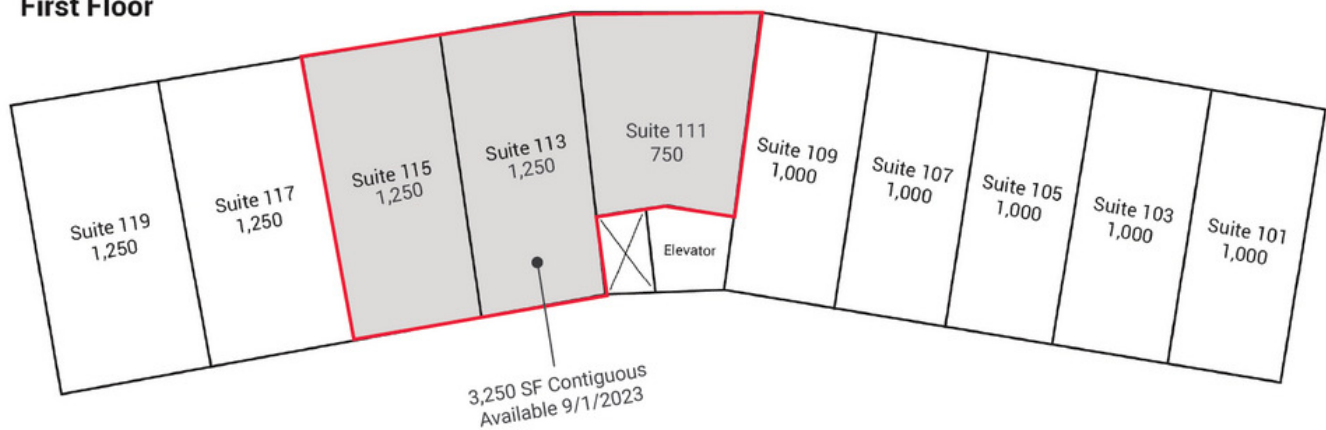 First Floor
Suite 119
1,250
Suite 117
1,250
Suite 115
1,250
Suite 113
1,250
Suite 111
750
Elevator
Suite 109
1,000
Suite 107
1,000
Suite 105
1,000
Suite 103
1,000
Suite 101
1,000
3,250 SF Contiguous
Available 9/1/2023